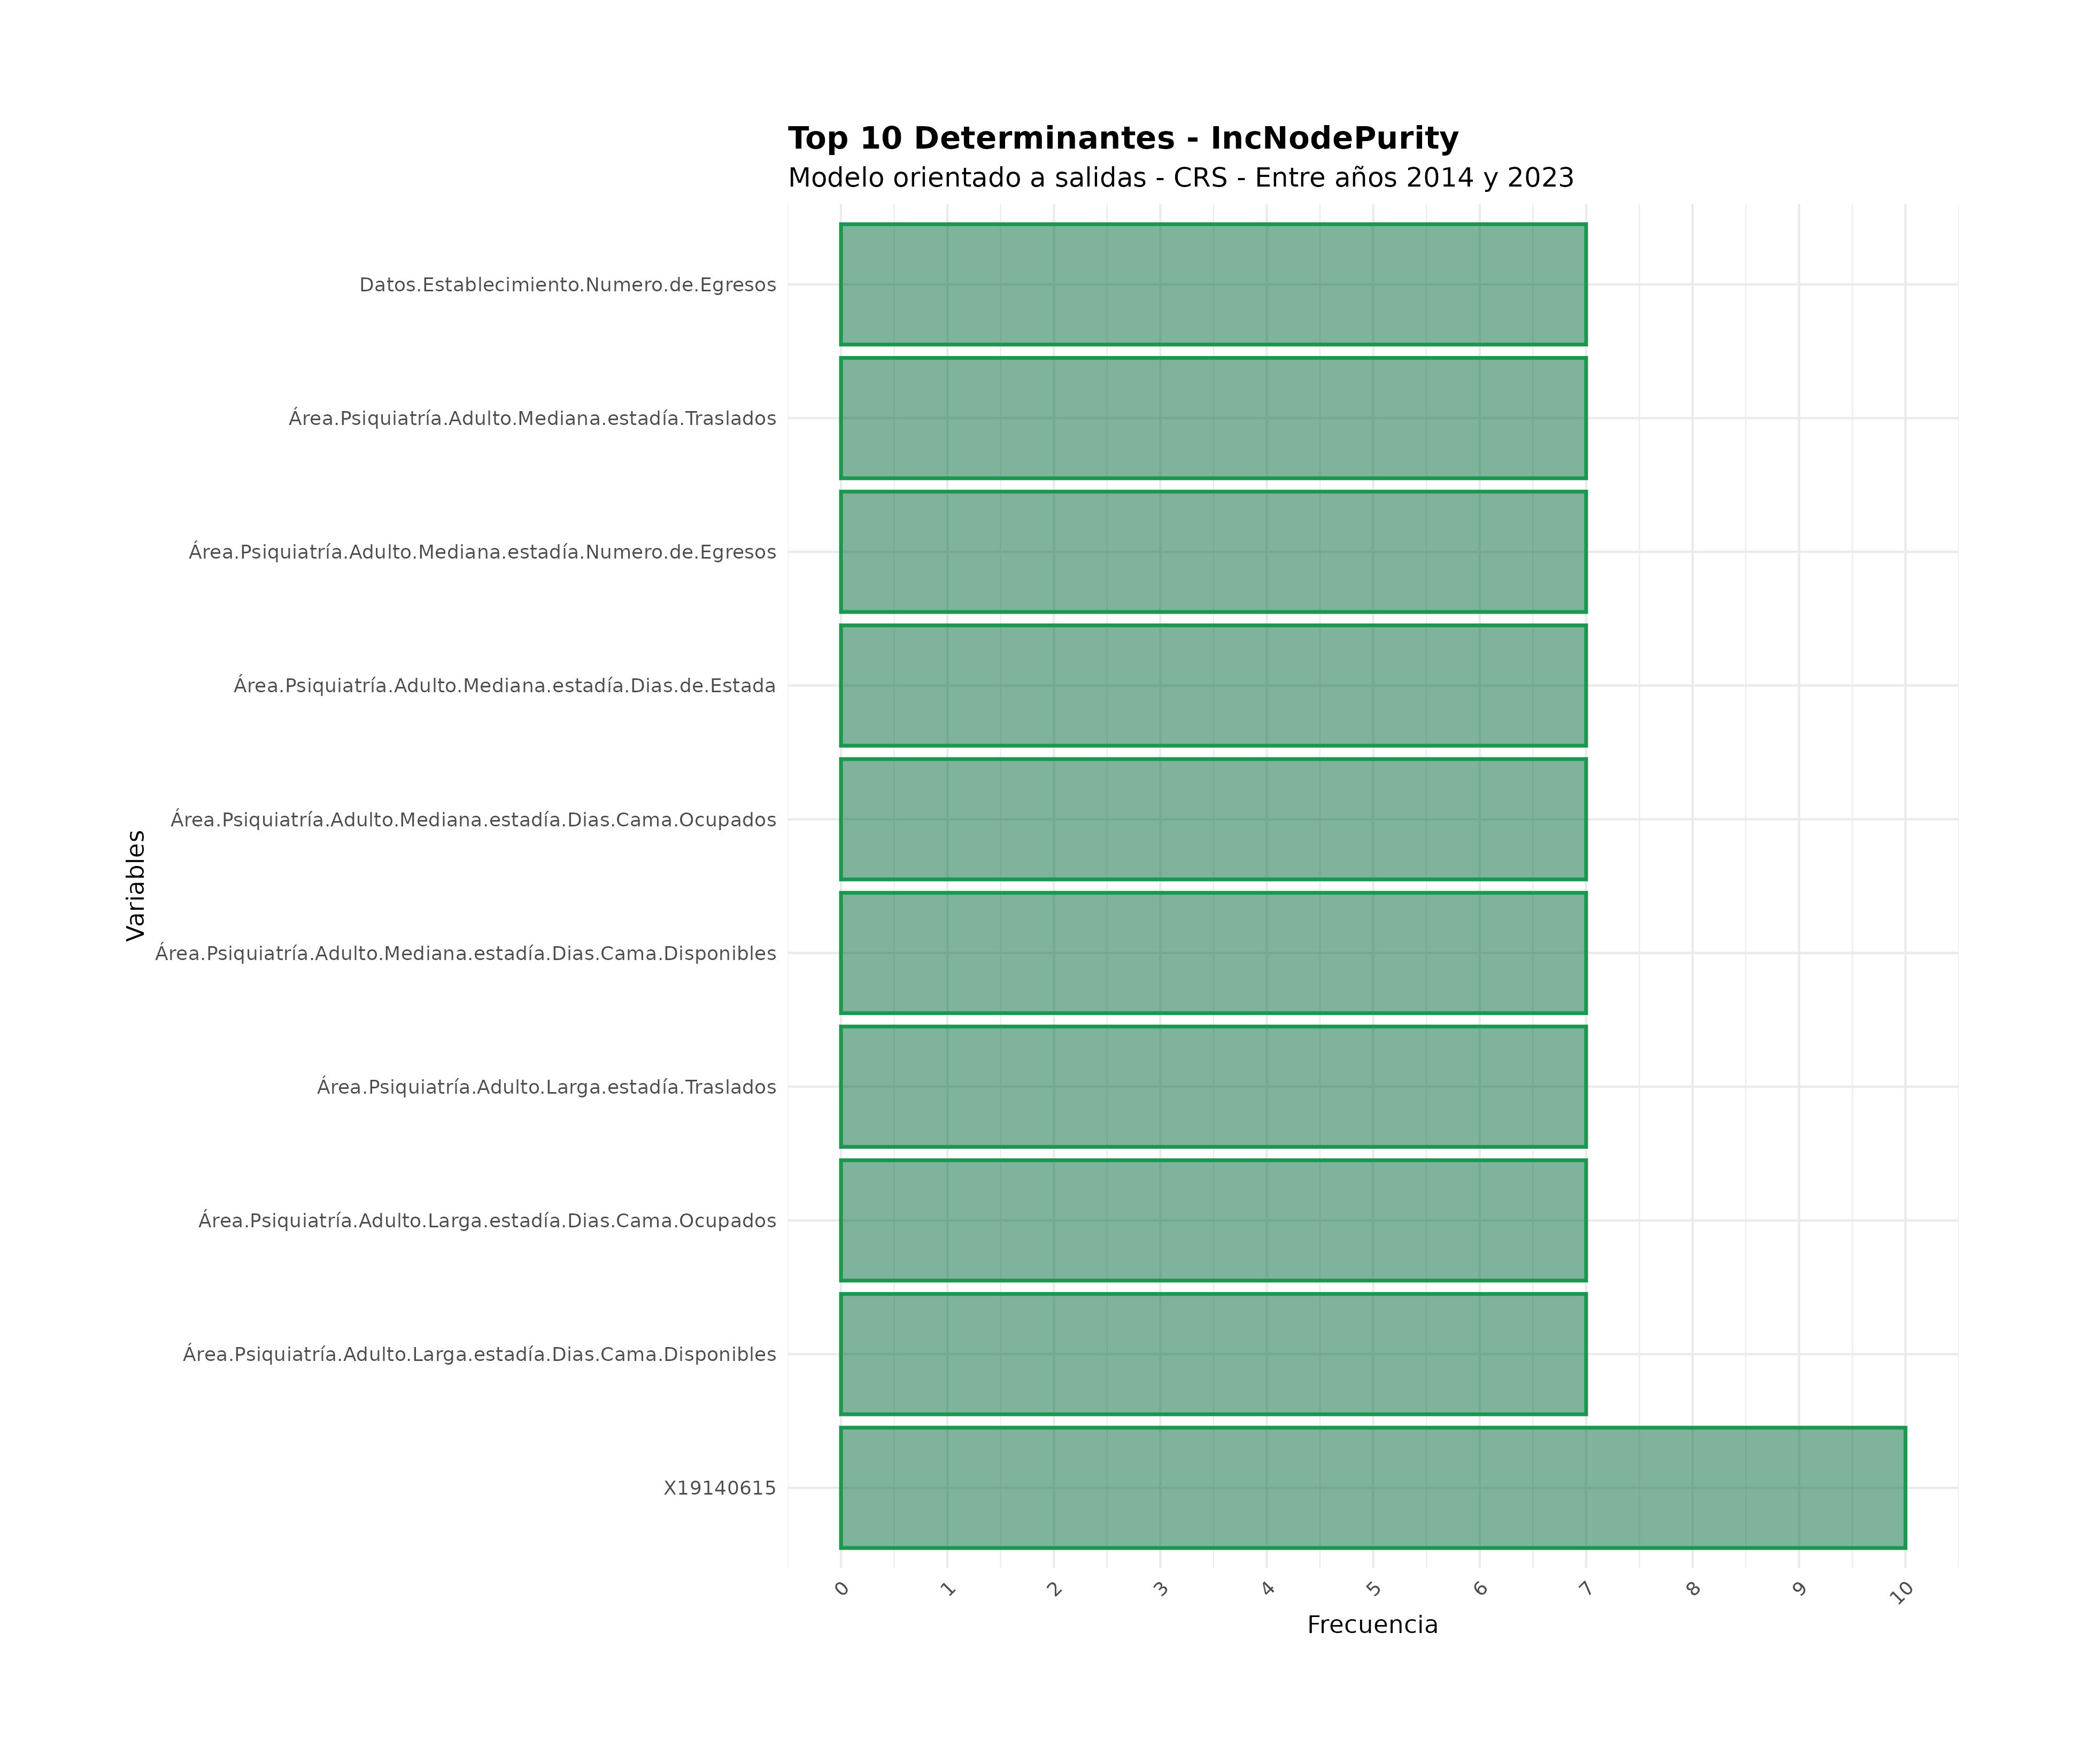 Top 10 Determinantes - IncNodePurity
Modelo orientado a salidas - CRS - Entre años 2014 y 2023
Variables
Datos.Establecimiento.Numero.de.Egresos
Área.Psiquiatría.Adulto.Mediana.estadía.Traslados
Área.Psiquiatría.Adulto.Mediana.estadía.Numero.de.Egresos
Área.Psiquiatría.Adulto.Mediana.estadía.Dias.de.Estada
Área.Psiquiatría.Adulto.Mediana.estadía.Dias.Cama.Ocupados
Área.Psiquiatría.Adulto.Mediana.estadía.Dias.Cama.Disponibles
Área.Psiquiatría.Adulto.Larga.estadía.Traslados
Área.Psiquiatría.Adulto.Larga.estadía.Dias.Cama.Ocupados
Área.Psiquiatría.Adulto.Larga.estadía.Dias.Cama.Disponibles
X19140615
0 1 2 3 4 5 6 7 8 9 10
Frecuencia